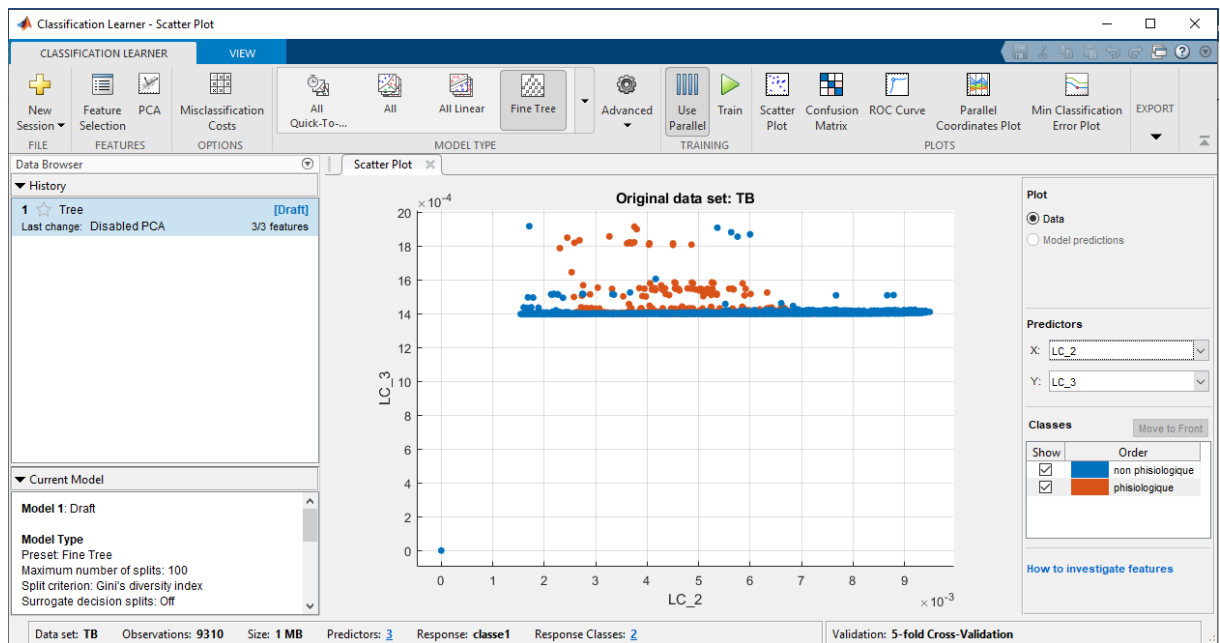 Classification Learner - Scatter Plot
CLASSIFICATION LEARNER VIEW
New Session
Feature Selection
PCA
Misclassification Costs
All Quick-To-...
All
All Linear
Fine Tree
Advanced
Use Parallel
Train
Scatter Plot
Confusion Matrix
ROC Curve
Parallel Coordinates Plot
Min Classification Error Plot
EXPORT
FILE FEATURES OPTIONS MODEL TYPE TRAINING PLOTS
Data Browser
History
1 Tree [Draft]
Last change: Disabled PCA 3/3 features
Current Model
Model 1: Draft
Model Type
Preset: Fine Tree
Maximum number of splits: 100
Split criterion: Gini's diversity index
Surrogate decision splits: Off
Scatter Plot
Original data set: TB
×10⁻⁴
20
18
16
14
12
10
8
6
4
2
0
LC_3
0 1 2 3 4 5 6 7 8 9
LC_2
×10⁻³
Plot
Data
Model predictions
Predictors
X: LC_2
Y: LC_3
Classes
Move to Front
Show Order
non phisiologique
phisiologique
How to investigate features
Data set: TB Observations: 9310 Size: 1 MB Predictors: 3 Response: classe1 Response Classes: 2 Validation: 5-fold Cross-Validation